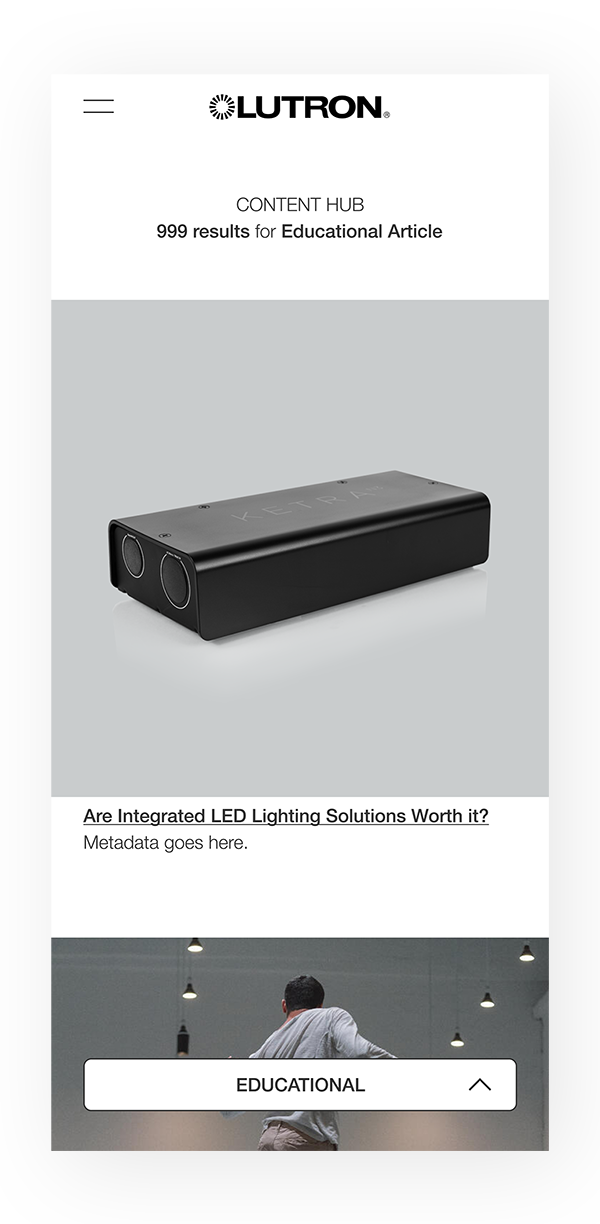 LUTRON®
CONTENT HUB
999 results for Educational Article
KETRA
Are Integrated LED Lighting Solutions Worth it?
Metadata goes here.
EDUCATIONAL